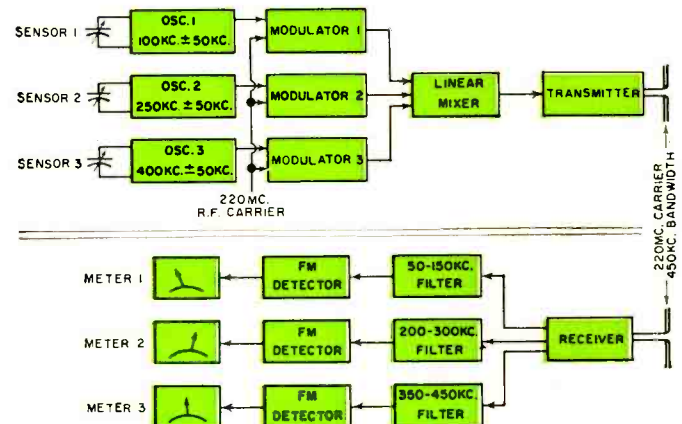 SENSOR 1
OSC. 1
100KC. ± 50KC.
MODULATOR 1
SENSOR 2
OSC. 2
250KC. ± 50KC.
MODULATOR 2
LINEAR
MIXER
TRANSMITTER
SENSOR 3
OSC. 3
400KC. ± 50KC.
MODULATOR 3
220MC.
R.F. CARRIER
220MC. CARRIER
450KC. BANDWIDTH
METER 1
FM
DETECTOR
50-150KC.
FILTER
METER 2
FM
DETECTOR
200-300KC.
FILTER
RECEIVER
METER 3
FM
DETECTOR
350-450KC.
FILTER